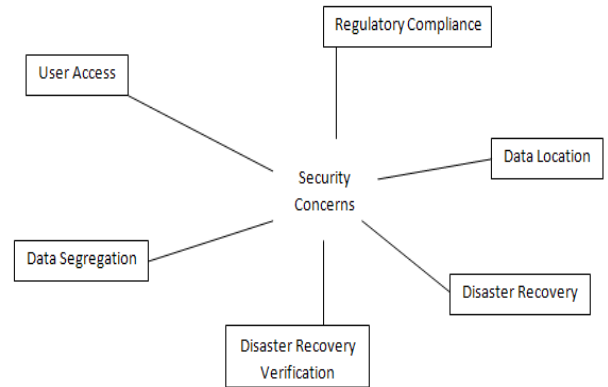 Regulatory Compliance
User Access
Data Location
Security
Concerns
Data Segregation
Disaster Recovery
Disaster Recovery
Verification